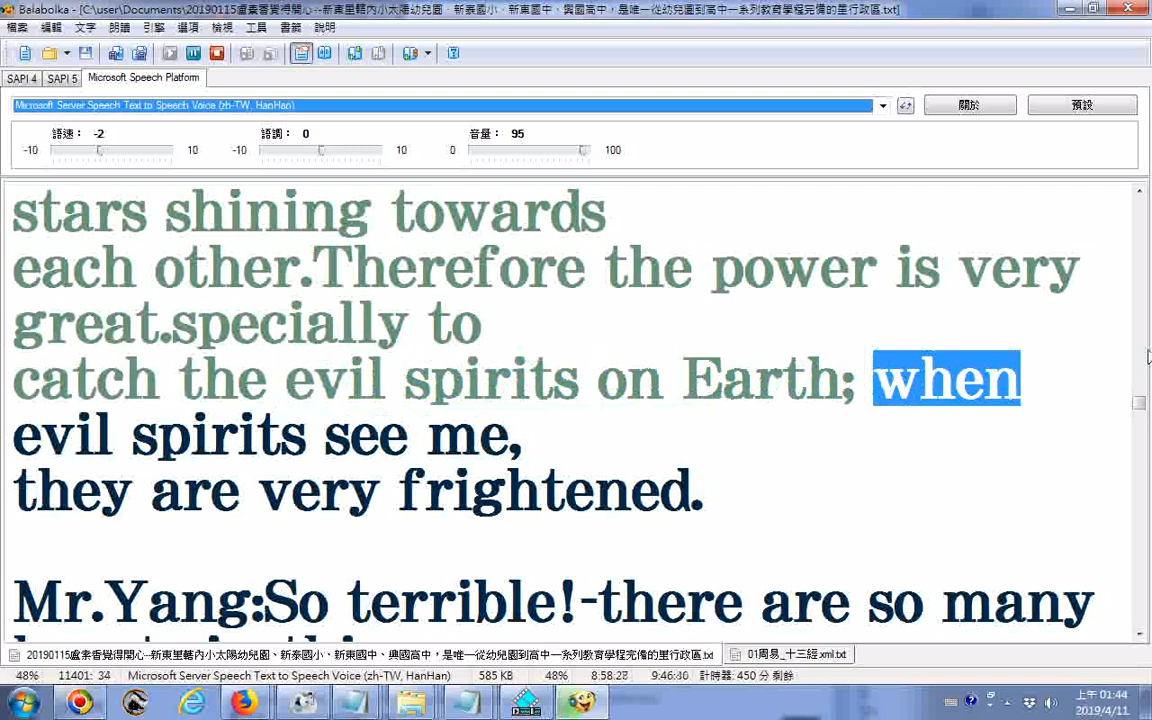 Balabolka - [C:\user\Documents\20190115盧素香覺得開心--新東里轄內小太陽幼兒園、新泰國小、新東國中、興國高中，是唯一從幼兒園到高中一系列教育學程完備的里行政區.txt]
檔案 編輯 文字 朗讀 引擎 選項 檢視 工具 書籤 說明
SAPI 4 SAPI 5 Microsoft Speech Platform
Microsoft Server Speech Text to Speech Voice (zh-TW, HanHan) 關於 預設
語速： -2 語調： 0 音量： 95
-10 10 -10 10 0 100
stars shining towards
each other.Therefore the power is very
great.specially to
catch the evil spirits on Earth; when
evil spirits see me,
they are very frightened.
Mr.Yang:So terrible!-there are so many
20190115盧素香覺得開心--新東里轄內小太陽幼兒園、新泰國小、新東國中、興國高中，是唯一從幼兒園到高中一系列教育學程完備的里行政區.txt 01周易_十三經.xml.txt
48% 11401: 34 Microsoft Server Speech Text to Speech Voice (zh-TW, HanHan) 585 KB 48% 8:58:28 9:46:36 計時器: 450 分 剩餘
上午 01:44
2019/4/11